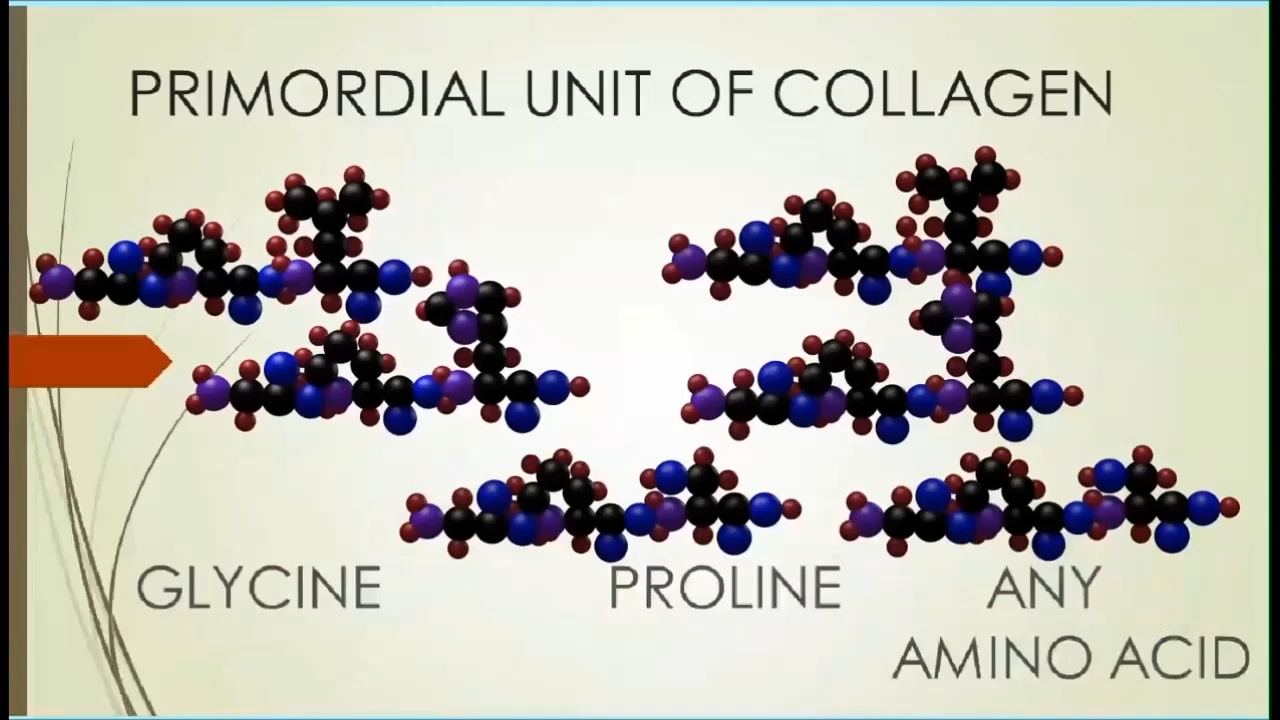 PRIMORDIAL UNIT OF COLLAGEN
GLYCINE
PROLINE
ANY
AMINO ACID